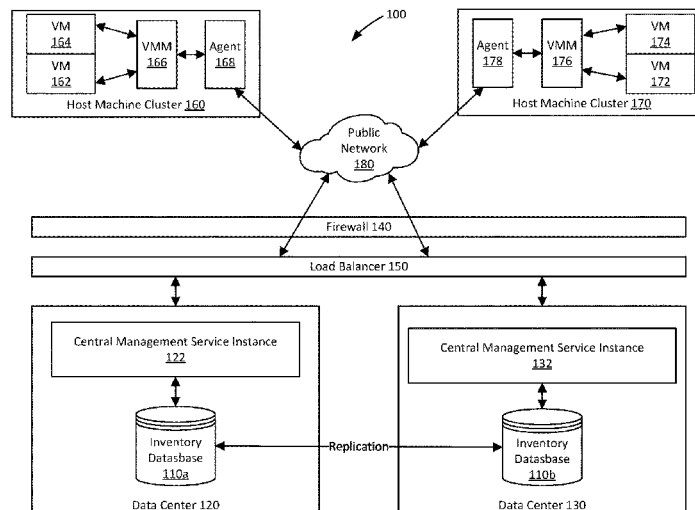 100
VM
164
VM
162
VMM
166
Agent
168
Host Machine Cluster 160
Agent
178
VMM
176
VM
174
VM
172
Host Machine Cluster 170
Public
Network
180
Firewall 140
Load Balancer 150
Central Management Service Instance
122
Inventory
Datasbase
110a
Data Center 120
Replication
Central Management Service Instance
132
Inventory
Datasbase
110b
Data Center 130